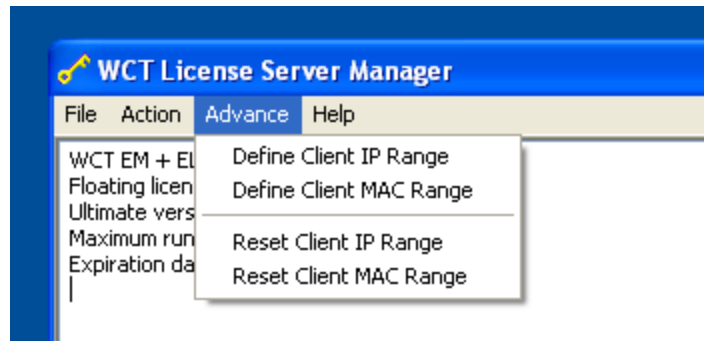 WCT License Server Manager
File Action Advance Help
WCT EM +
Floating
Ultimate
Maximum
Expiration
Define Client IP Range
Define Client MAC Range
Reset Client IP Range
Reset Client MAC Range